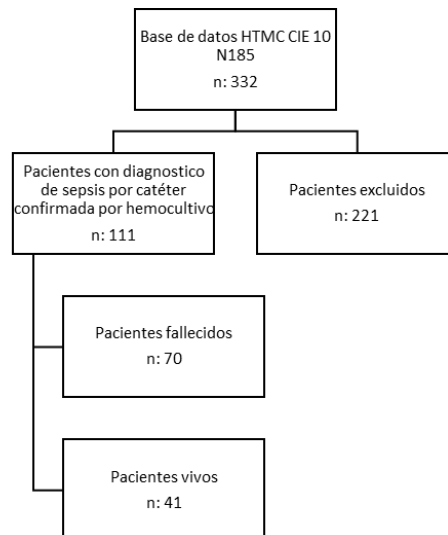 Base de datos HTMC CIE 10
N185
n: 332
Pacientes con diagnostico
de sepsis por catéter
confirmada por hemocultivo
n: 111
Pacientes excluidos
n: 221
Pacientes fallecidos
n: 70
Pacientes vivos
n: 41